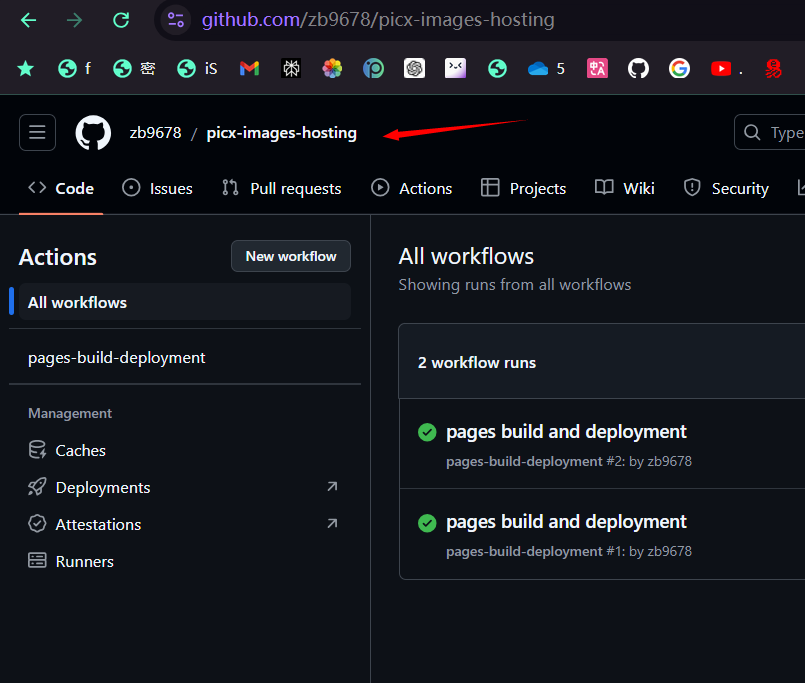 github.com/zb9678/picx-images-hosting
f 密 iS 5 .
zb9678 / picx-images-hosting
Type
Code Issues Pull requests Actions Projects Wiki Security
Actions
New workflow
All workflows
pages-build-deployment
Management
Caches
Deployments
Attestations
Runners
All workflows
Showing runs from all workflows
2 workflow runs
pages build and deployment
pages-build-deployment #2: by zb9678
pages build and deployment
pages-build-deployment #1: by zb9678